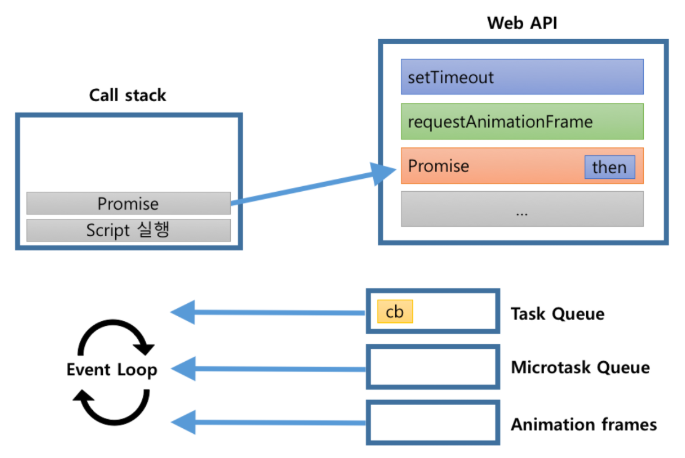 Web API
setTimeout
Call stack
requestAnimationFrame
Promise
then
Promise
...
Script 실행
cb
Task Queue
Event Loop
Microtask Queue
Animation frames